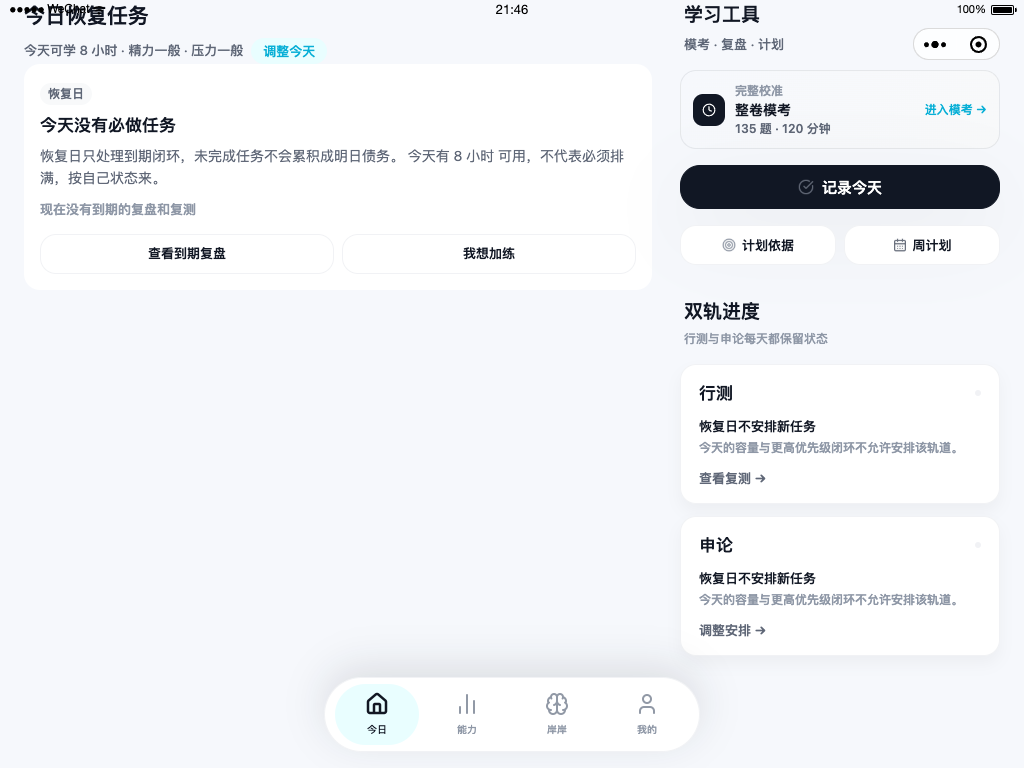 WeChat
21:46
100%
今日恢复任务
今天可学 8 小时 · 精力一般 · 压力一般
调整今天
恢复日
今天没有必做任务
恢复日只处理到期闭环，未完成任务不会累积成明日债务。 今天有 8 小时 可用，不代表必须排
满，按自己状态来。
现在没有到期的复盘和复测
查看到期复盘
我想加练
学习工具
模考 · 复盘 · 计划
完整校准
整卷模考
135 题 · 120 分钟
进入模考 →
记录今天
计划依据
周计划
双轨进度
行测与申论每天都保留状态
行测
恢复日不安排新任务
今天的容量与更高优先级闭环不允许安排该轨道。
查看复测 →
申论
恢复日不安排新任务
今天的容量与更高优先级闭环不允许安排该轨道。
调整安排 →
今日
能力
岸岸
我的